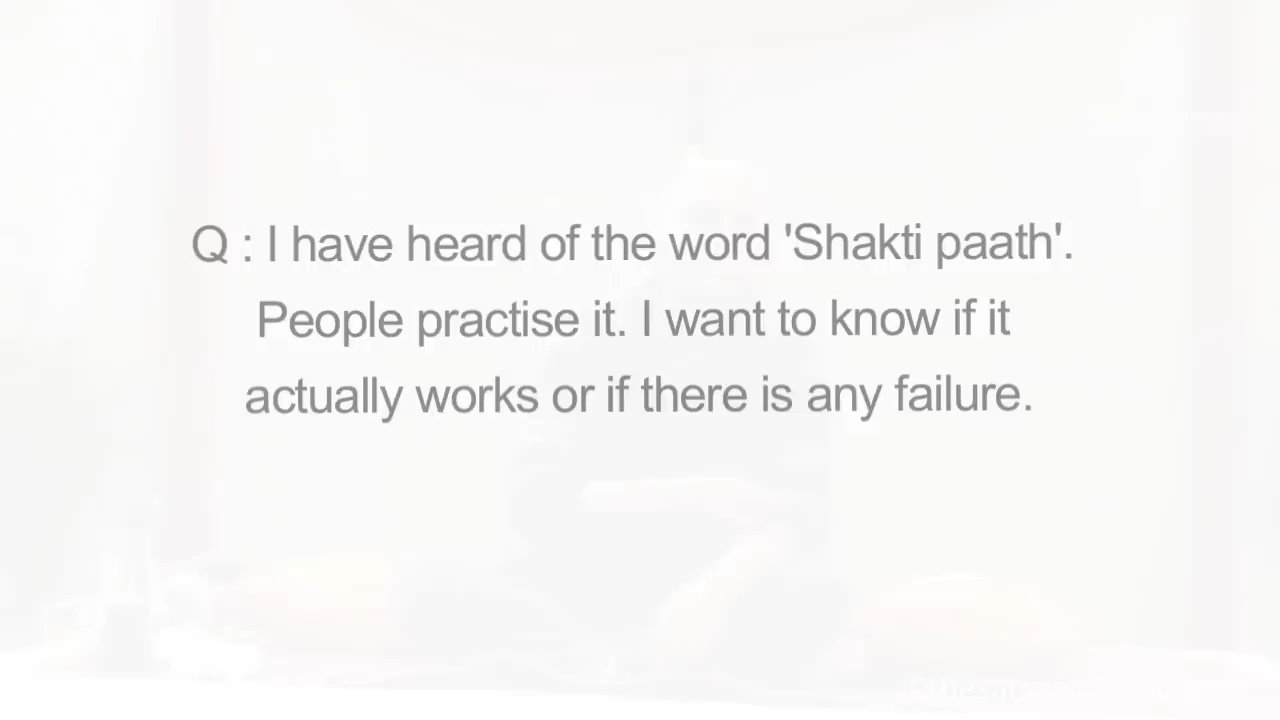 Q : I have heard of the word 'Shakti paath'.
People practise it. I want to know if it
actually works or if there is any failure.